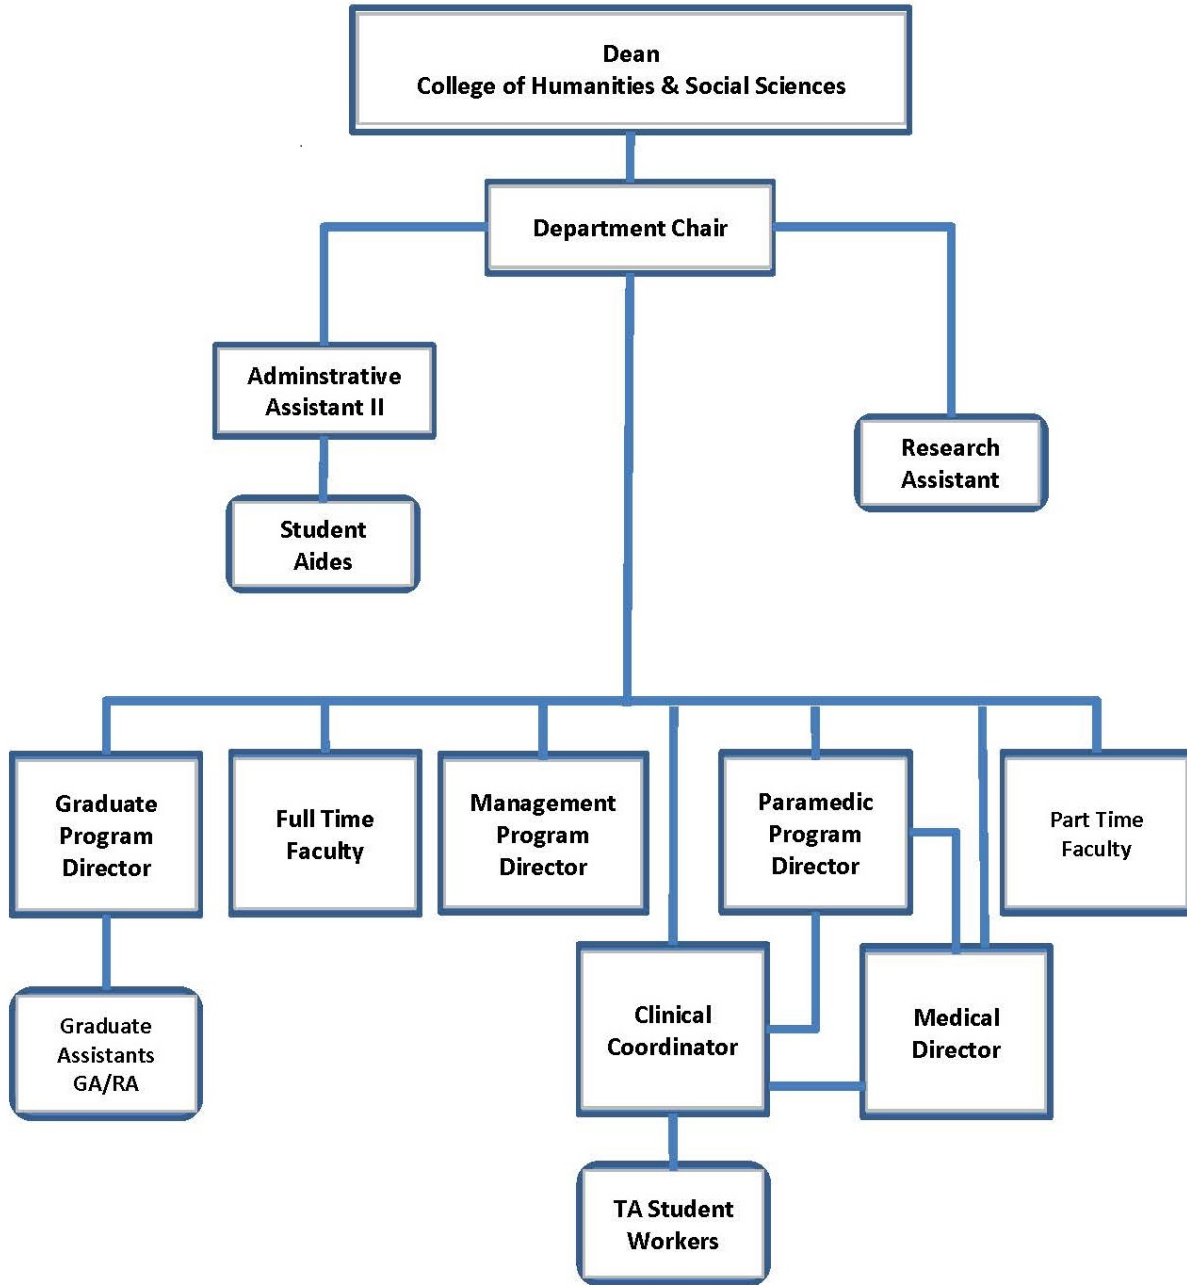 Dean
College of Humanities & Social Sciences
Department Chair
Adminstrative
Assistant II
Research
Assistant
Student
Aides
Graduate
Program
Director
Full Time
Faculty
Management
Program
Director
Paramedic
Program
Director
Part Time
Faculty
Graduate
Assistants
GA/RA
Clinical
Coordinator
Medical
Director
TA Student
Workers